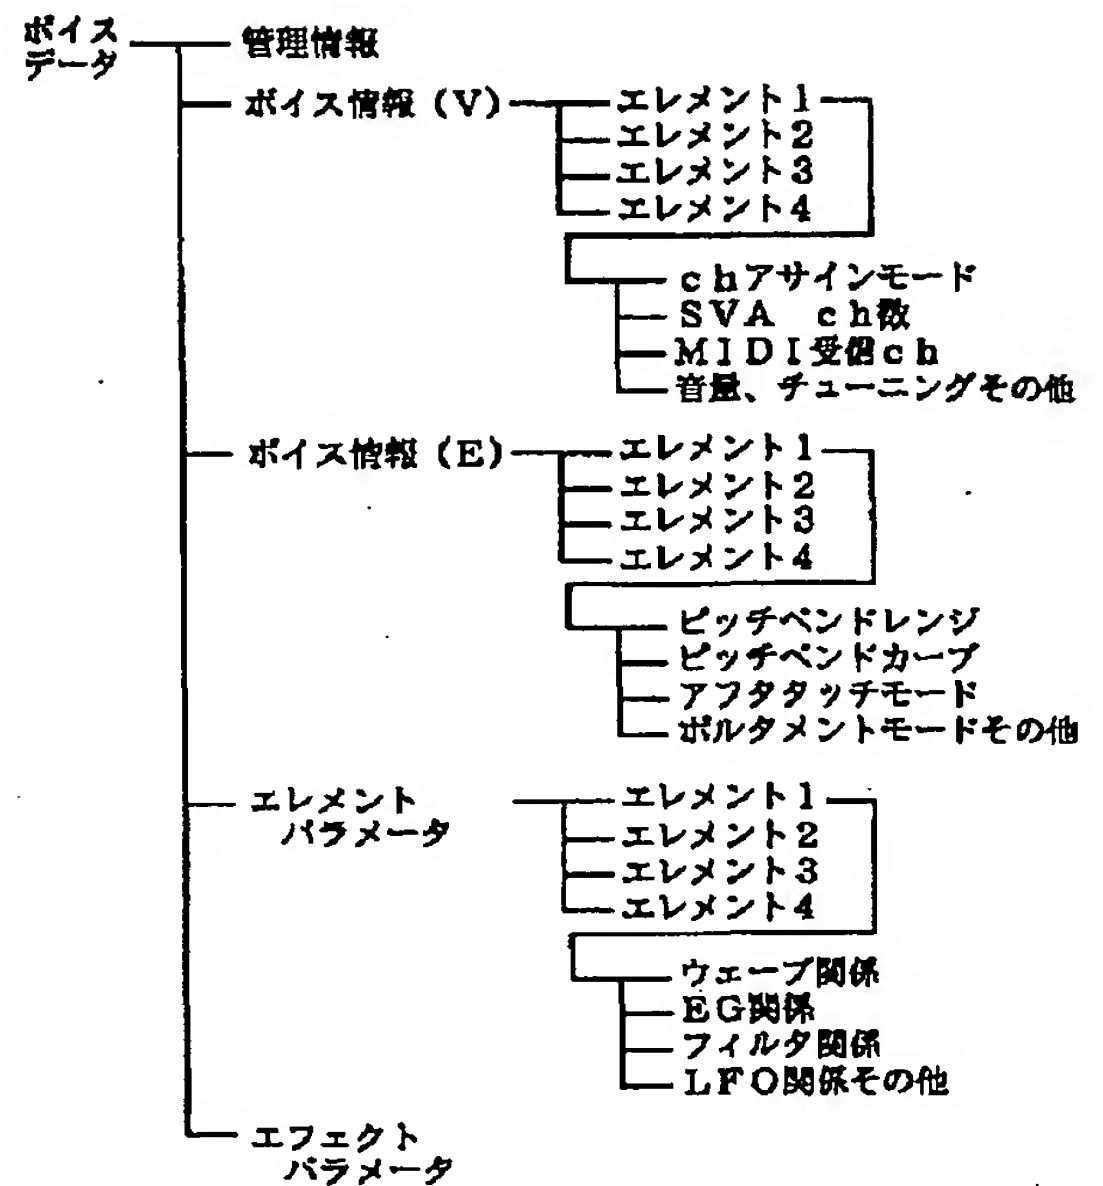 ボイス
データ
管理情報
ボイス情報(V)
エレメント1
エレメント2
エレメント3
エレメント4
chアサインモード
SVA ch数
MIDI受信ch
音量、チューニングその他
ボイス情報(E)
エレメント1
エレメント2
エレメント3
エレメント4
ピッチベンドレンジ
ピッチベンドカーブ
アフタタッチモード
ポルタメントモードその他
エレメント
パラメータ
エレメント1
エレメント2
エレメント3
エレメント4
ウェーブ関係
EG関係
フィルタ関係
LFO関係その他
エフェクト
パラメータ